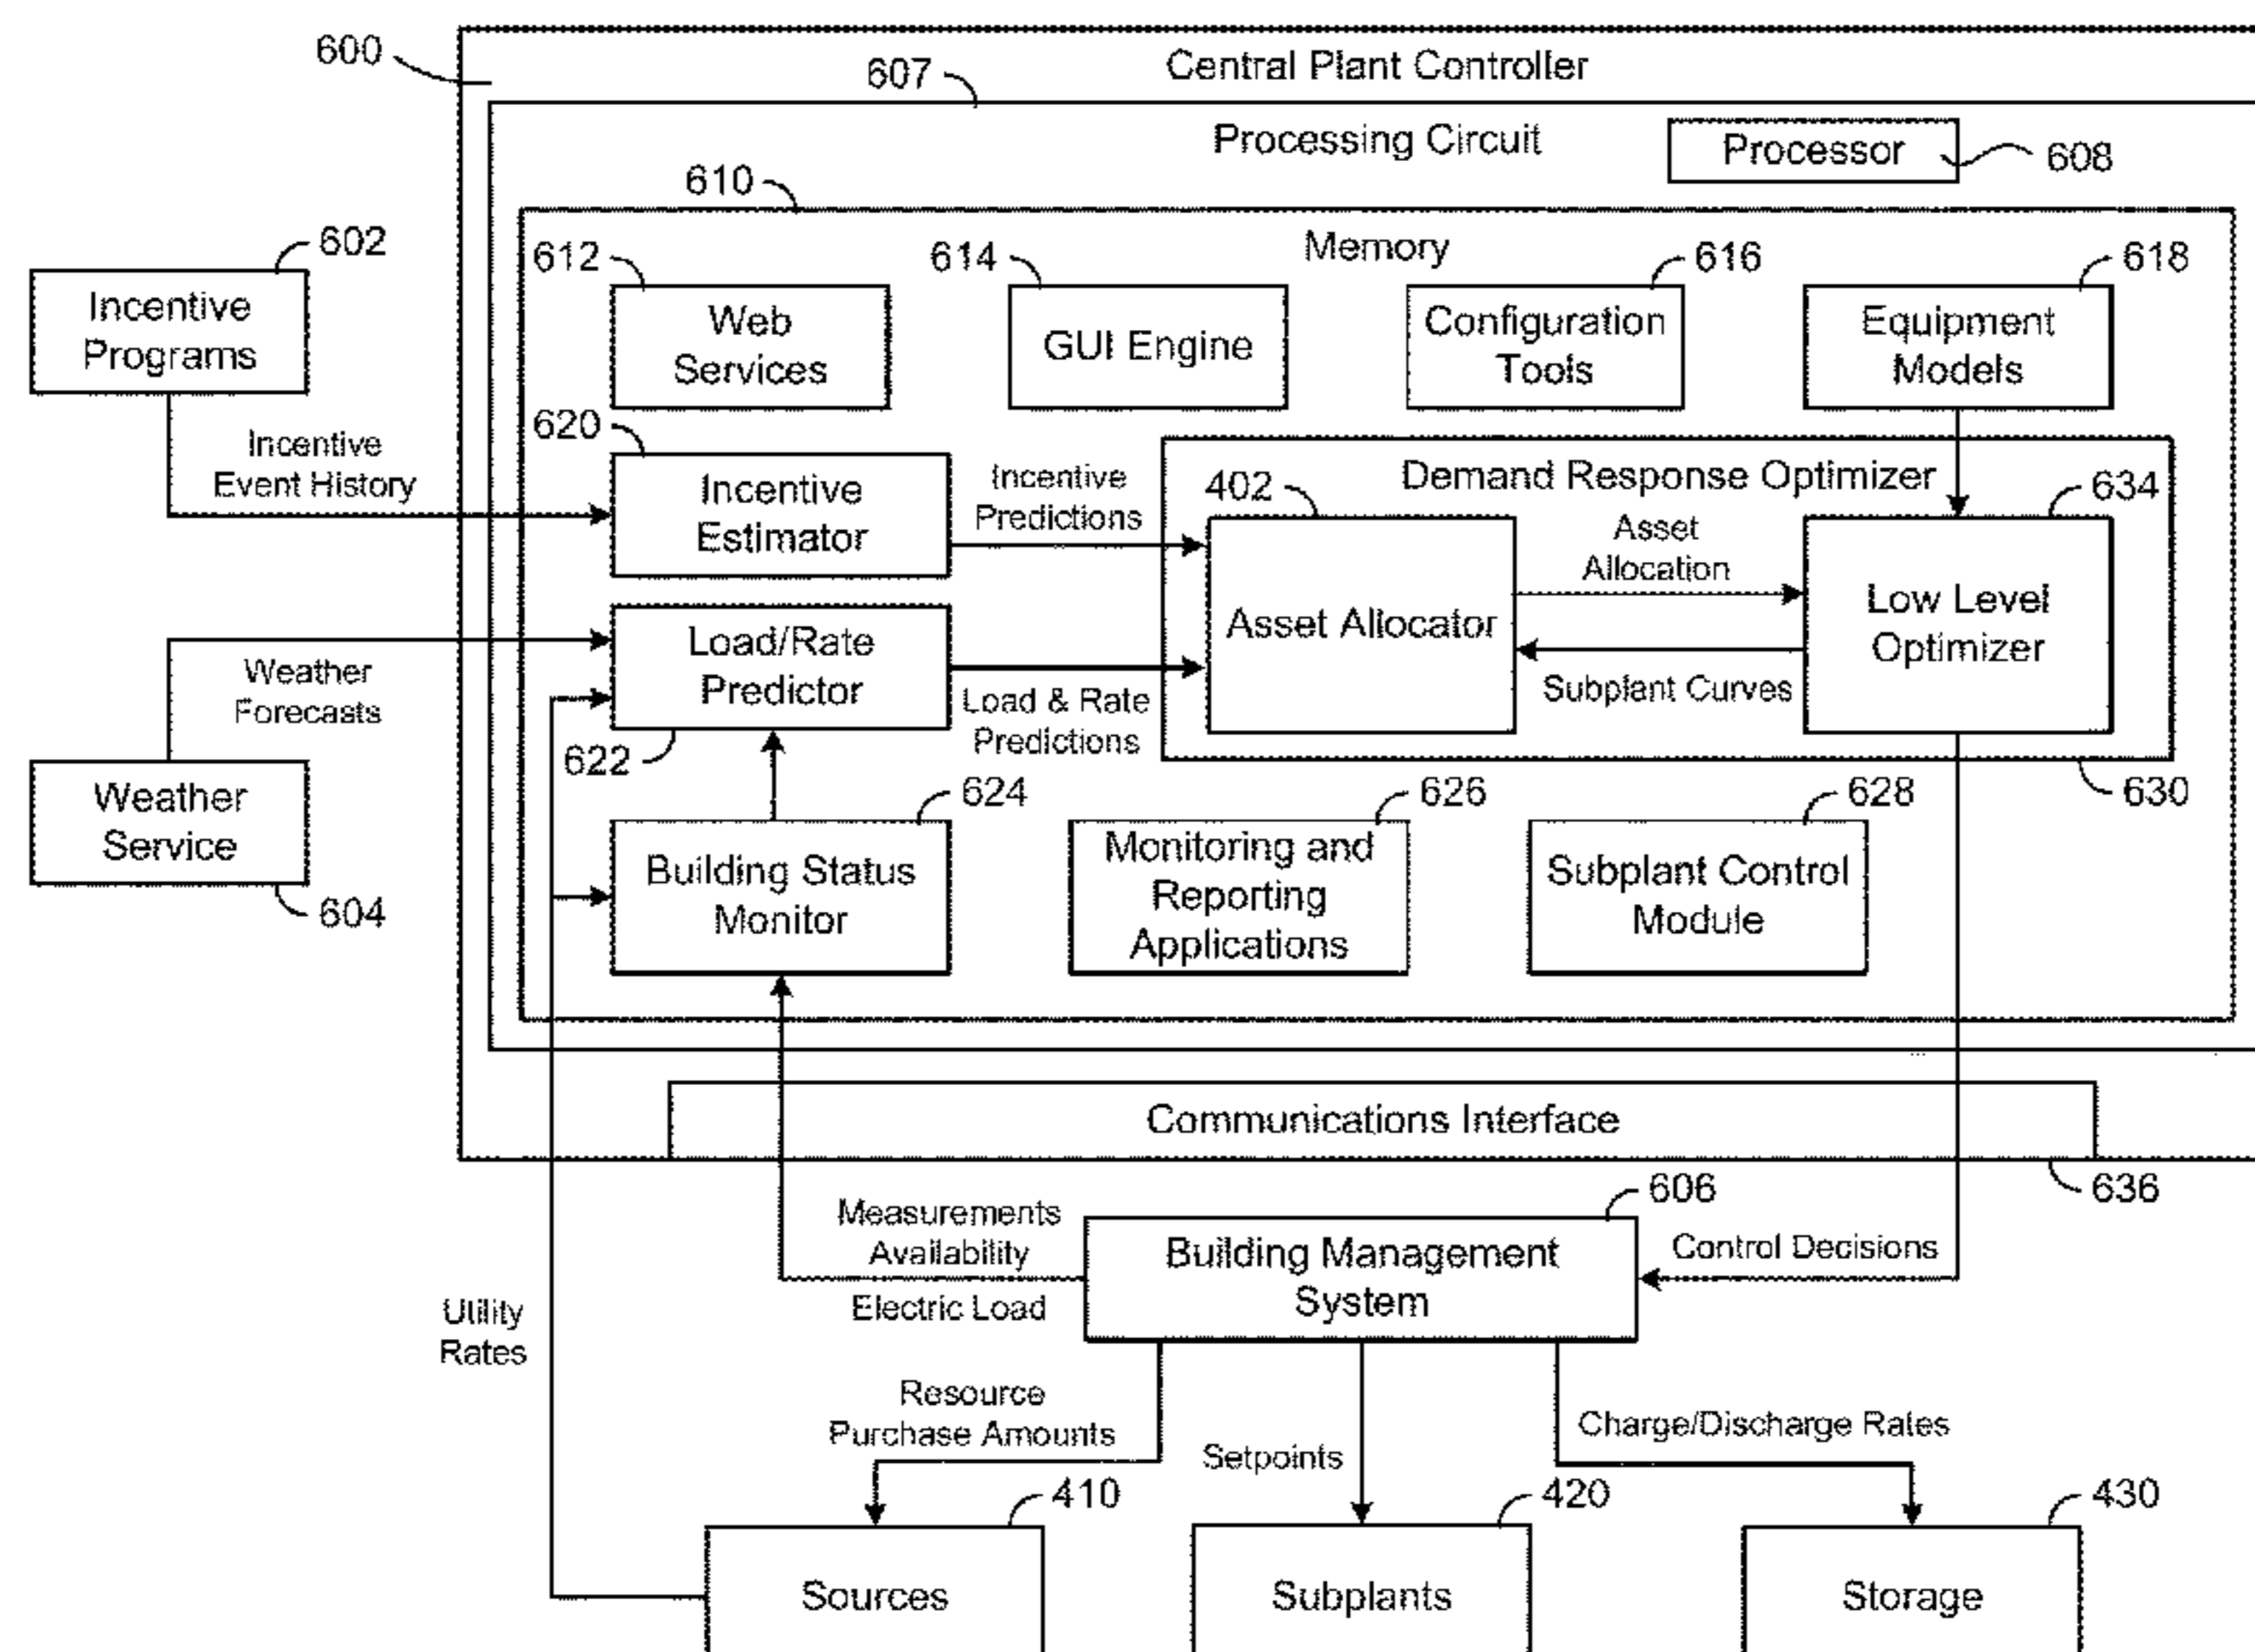 600
Central Plant Controller
607
Processing Circuit
Processor
608
610
Memory
602
Incentive
Programs
612
Web
Services
614
GUI Engine
616
Configuration
Tools
618
Equipment
Models
Incentive
Event History
620
Incentive
Estimator
Incentive
Predictions
Demand Response Optimizer
402
Asset Allocator
Asset
Allocation
Subplant Curves
634
Low Level
Optimizer
630
Weather
Forecasts
Load/Rate
Predictor
622
Load & Rate
Predictions
Weather
Service
604
624
Building Status
Monitor
626
Monitoring and
Reporting
Applications
628
Subplant Control
Module
Communications Interface
636
Measurements
Availability
Electric Load
606
Building Management
System
Control Decisions
Utility
Rates
Resource
Purchase Amounts
Setpoints
Charge/Discharge Rates
410
Sources
420
Subplants
430
Storage